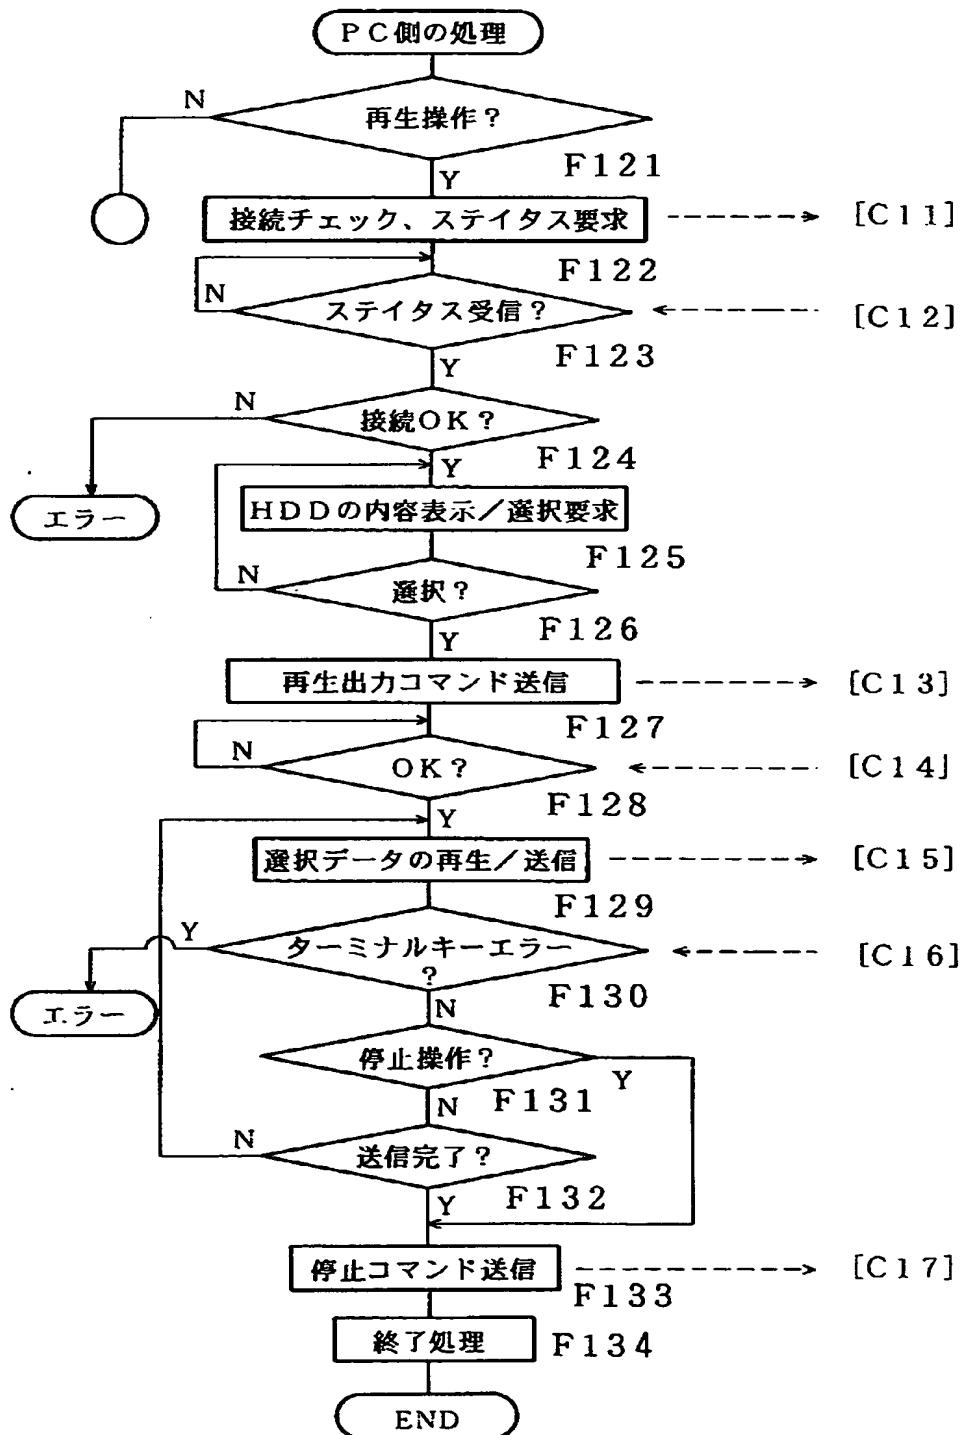 PC側の処理
N
再生操作?
F121
Y
接続チェック、ステイタス要求
[C11]
F122
N
ステイタス受信?
[C12]
F123
Y
N
接続OK?
F124
Y
エラー
HDDの内容表示/選択要求
F125
N
選択?
F126
Y
再生出力コマンド送信
[C13]
F127
N
OK?
[C14]
F128
Y
選択データの再生/送信
[C15]
F129
Y
ターミナルキーエラー
?
[C16]
F130
N
エラー
停止操作?
Y
F131
N
N
送信完了?
F132
Y
停止コマンド送信
[C17]
F133
終了処理
F134
END